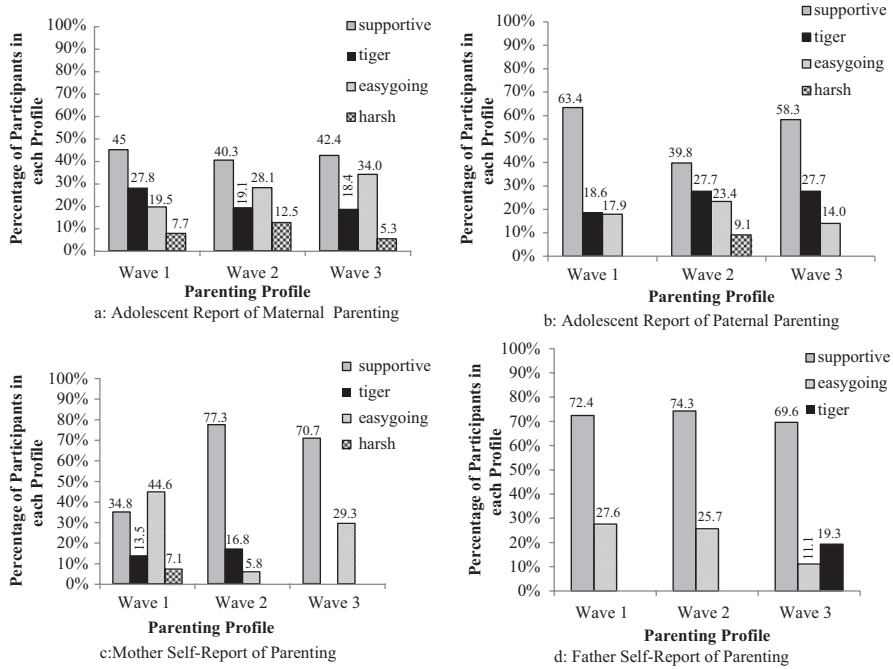 100%
90%
80%
70%
60%
50%
40%
30%
20%
10%
0%
Percentage of Participants in
each Profile
supportive
tiger
easygoing
harsh
45
27.8
19.5
7.7
40.3
19.1
28.1
12.5
42.4
18.4
34.0
5.3
Wave 1 Wave 2 Wave 3
Parenting Profile
a: Adolescent Report of Maternal Parenting
100%
90%
80%
70%
60%
50%
40%
30%
20%
10%
0%
Percentage of Participants in
each Profile
supportive
tiger
easygoing
harsh
63.4
18.6
17.9
39.8
27.7
23.4
9.1
58.3
27.7
14.0
Wave 1 Wave 2 Wave 3
Parenting Profile
b: Adolescent Report of Paternal Parenting
100%
90%
80%
70%
60%
50%
40%
30%
20%
10%
0%
Percentage of Participants in
each Profile
supportive
tiger
easygoing
harsh
34.8
13.5
44.6
7.1
77.3
16.8
5.8
70.7
29.3
Wave 1 Wave 2 Wave 3
Parenting Profile
c:Mother Self-Report of Parenting
100%
90%
80%
70%
60%
50%
40%
30%
20%
10%
0%
Percentage of Participants in
each Profile
supportive
easygoing
tiger
72.4
27.6
74.3
25.7
69.6
11.1
19.3
Wave 1 Wave 2 Wave 3
Parenting Profile
d: Father Self-Report of Parenting